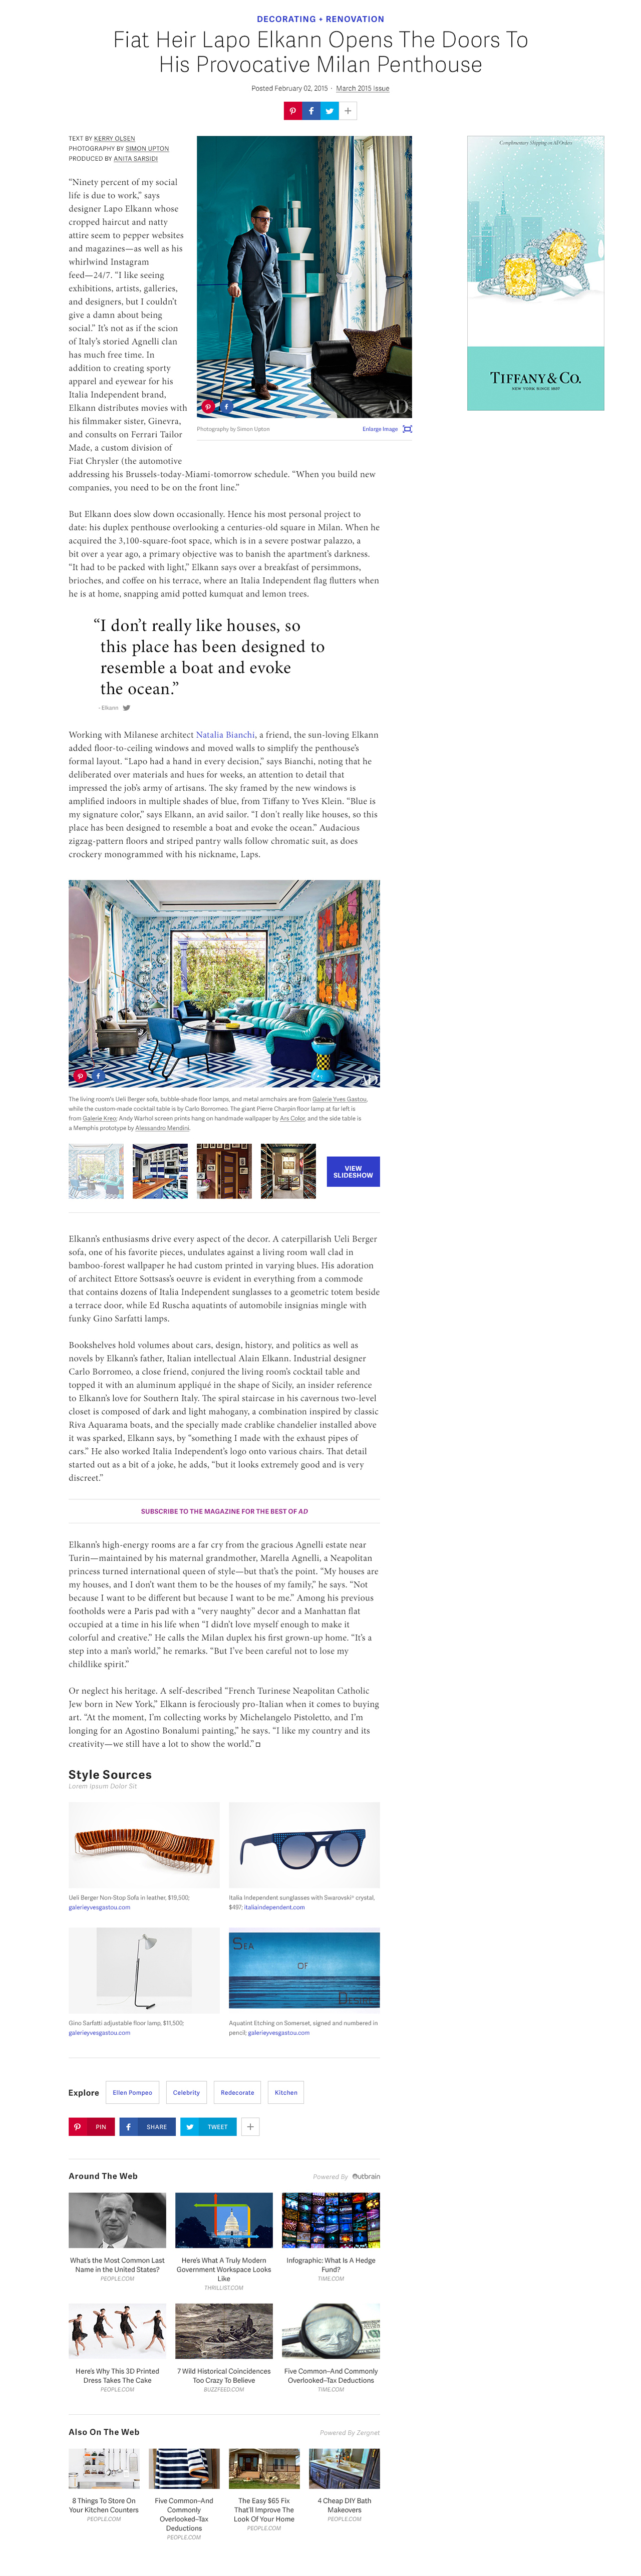 DECORATING + RENOVATION
Fiat Heir Lapo Elkann Opens The Doors To
His Provocative Milan Penthouse
Posted February 02, 2015 · March 2015 Issue
TEXT BY KERRY OLSEN
PHOTOGRAPHY BY SIMON UPTON
PRODUCED BY ANITA SARSIDI
“Ninety percent of my social
life is due to work,” says
designer Lapo Elkann whose
cropped haircut and natty
attire seem to pepper websites
and magazines—as well as his
whirlwind Instagram
feed—24/7. “I like seeing
exhibitions, artists, galleries,
and designers, but I couldn’t
give a damn about being
social.” It’s not as if the scion
of Italy’s storied Agnelli clan
has much free time. In
addition to creating sporty
apparel and eyewear for his
Italia Independent brand,
Elkann distributes movies with
his filmmaker sister, Ginevra,
and consults on Ferrari Tailor
Made, a custom division of
Fiat Chrysler (the automotive
addressing his Brussels-today-Miami-tomorrow schedule. “When you build new
companies, you need to be on the front line.”
AD
Photography by Simon Upton
Enlarge Image
Complimentary Shipping on All Orders
TIFFANY & CO.
NEW YORK SINCE 1837
But Elkann does slow down occasionally. Hence his most personal project to
date: his duplex penthouse overlooking a centuries-old square in Milan. When he
acquired the 3,100-square-foot space, which is in a severe postwar palazzo, a
bit over a year ago, a primary objective was to banish the apartment’s darkness.
“It had to be packed with light,” Elkann says over a breakfast of persimmons,
brioches, and coffee on his terrace, where an Italia Independent flag flutters when
he is at home, snapping amid potted kumquat and lemon trees.
“I don’t really like houses, so
this place has been designed to
resemble a boat and evoke
the ocean.”
- Elkann
Working with Milanese architect Natalia Bianchi, a friend, the sun-loving Elkann
added floor-to-ceiling windows and moved walls to simplify the penthouse’s
formal layout. “Lapo had a hand in every decision,” says Bianchi, noting that he
deliberated over materials and hues for weeks, an attention to detail that
impressed the job’s army of artisans. The sky framed by the new windows is
amplified indoors in multiple shades of blue, from Tiffany to Yves Klein. “Blue is
my signature color,” says Elkann, an avid sailor. “I don’t really like houses, so this
place has been designed to resemble a boat and evoke the ocean.” Audacious
zigzag-pattern floors and striped pantry walls follow chromatic suit, as does
crockery monogrammed with his nickname, Laps.
AD
The living room's Ueli Berger sofa, bubble-shade floor lamps, and metal armchairs are from Galerie Yves Gastou,
while the custom-made cocktail table is by Carlo Borromeo. The giant Pierre Charpin floor lamp at far left is
from Galerie Kreo; Andy Warhol screen prints hang on handmade wallpaper by Ars Color, and the side table is
a Memphis prototype by Alessandro Mendini.
VIEW
SLIDESHOW
Elkann’s enthusiasms drive every aspect of the decor. A caterpillarish Ueli Berger
sofa, one of his favorite pieces, undulates against a living room wall clad in
bamboo-forest wallpaper he had custom printed in varying blues. His adoration
of architect Ettore Sottsass’s oeuvre is evident in everything from a commode
that contains dozens of Italia Independent sunglasses to a geometric totem beside
a terrace door, while Ed Ruscha aquatints of automobile insignias mingle with
funky Gino Sarfatti lamps.
Bookshelves hold volumes about cars, design, history, and politics as well as
novels by Elkann’s father, Italian intellectual Alain Elkann. Industrial designer
Carlo Borromeo, a close friend, conjured the living room’s cocktail table and
topped it with an aluminum appliqué in the shape of Sicily, an insider reference
to Elkann’s love for Southern Italy. The spiral staircase in his cavernous two-level
closet is composed of dark and light mahogany, a combination inspired by classic
Riva Aquarama boats, and the specially made crablike chandelier installed above
it was sparked, Elkann says, by “something I made with the exhaust pipes of
cars.” He also worked Italia Independent’s logo onto various chairs. That detail
started out as a bit of a joke, he adds, “but it looks extremely good and is very
discreet.”
SUBSCRIBE TO THE MAGAZINE FOR THE BEST OF AD
Elkann’s high-energy rooms are a far cry from the gracious Agnelli estate near
Turin—maintained by his maternal grandmother, Marella Agnelli, a Neapolitan
princess turned international queen of style—but that’s the point. “My houses are
my houses, and I don’t want them to be the houses of my family,” he says. “Not
because I want to be different but because I want to be me.” Among his previous
footholds were a Paris pad with a “very naughty” decor and a Manhattan flat
occupied at a time in his life when “I didn’t love myself enough to make it
colorful and creative.” He calls the Milan duplex his first grown-up home. “It’s a
step into a man’s world,” he remarks. “But I’ve been careful not to lose my
childlike spirit.”
Or neglect his heritage. A self-described “French Turinese Neapolitan Catholic
Jew born in New York,” Elkann is ferociously pro-Italian when it comes to buying
art. “At the moment, I’m collecting works by Michelangelo Pistoletto, and I’m
longing for an Agostino Bonalumi painting,” he says. “I like my country and its
creativity—we still have a lot to show the world.”
Style Sources
Lorem Ipsum Dolor Sit
Ueli Berger Non-Stop Sofa in leather, $19,500;
galerieyvesgastou.com
Italia Independent sunglasses with Swarovski® crystal,
$497; italiaindependent.com
SEA
OF
DESIRE
Gino Sarfatti adjustable floor lamp, $11,500;
galerieyvesgastou.com
Aquatint Etching on Somerset, signed and numbered in
pencil; galerieyvesgastou.com
Explore
Ellen Pompeo
Celebrity
Redecorate
Kitchen
PIN
SHARE
TWEET
Around The Web
Powered By Outbrain
What's the Most Common Last
Name in the United States?
PEOPLE.COM
Here's What A Truly Modern
Government Workspace Looks
Like
THRILLIST.COM
Infographic: What Is A Hedge
Fund?
TIME.COM
Here's Why This 3D Printed
Dress Takes The Cake
PEOPLE.COM
7 Wild Historical Coincidences
Too Crazy To Believe
BUZZFEED.COM
Five Common–And Commonly
Overlooked–Tax Deductions
TIME.COM
Also On The Web
Powered By Zergnet
8 Things To Store On
Your Kitchen Counters
PEOPLE.COM
Five Common–And
Commonly
Overlooked–Tax
Deductions
PEOPLE.COM
The Easy $65 Fix
That'll Improve The
Look Of Your Home
PEOPLE.COM
4 Cheap DIY Bath
Makeovers
PEOPLE.COM